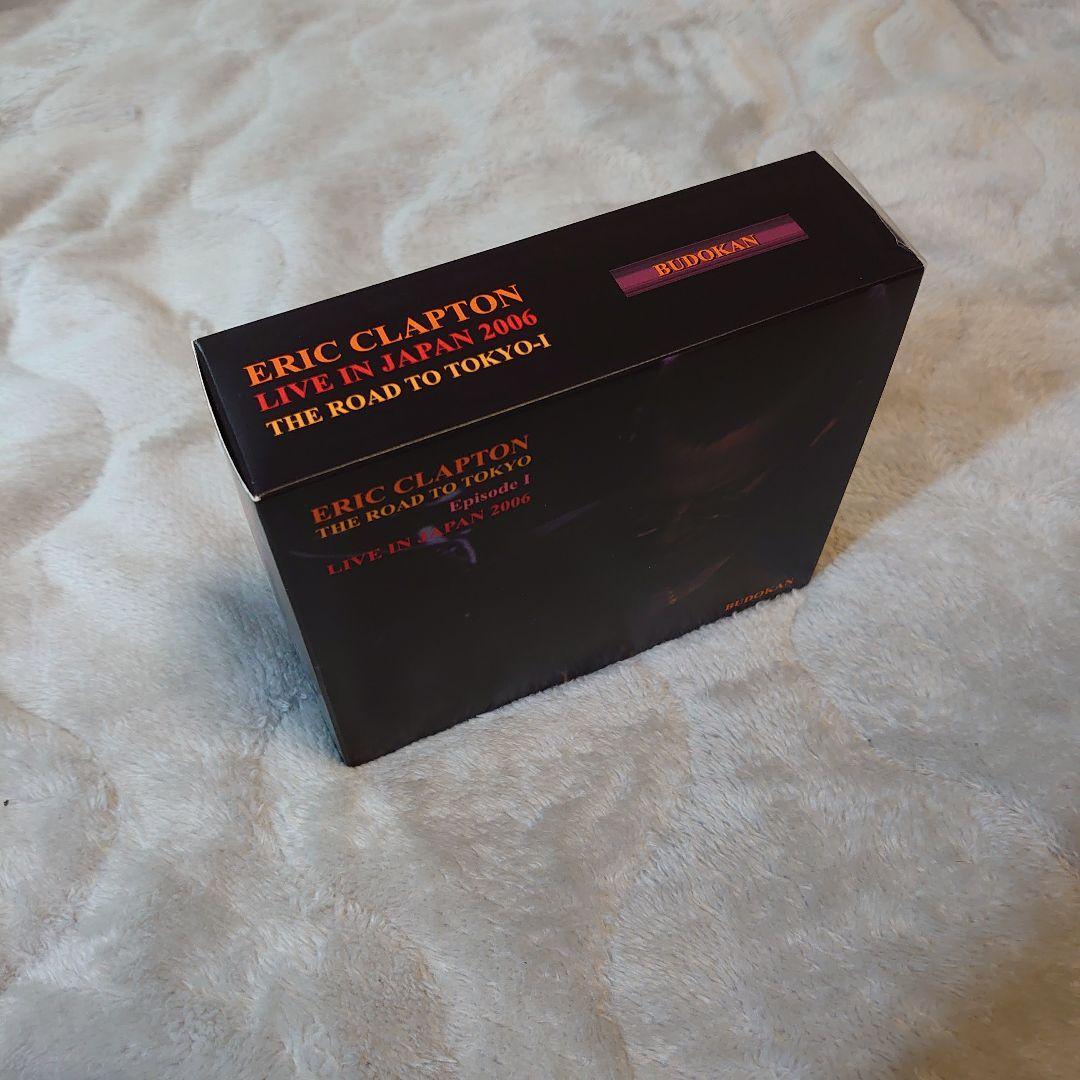 ERIC CLAPTON
LIVE IN JAPAN 2006
THE ROAD TO TOKYO-I
BUDOKAN
ERIC CLAPTON
THE ROAD TO TOKYO
Episode I
LIVE IN JAPAN 2006
BUDOKAN